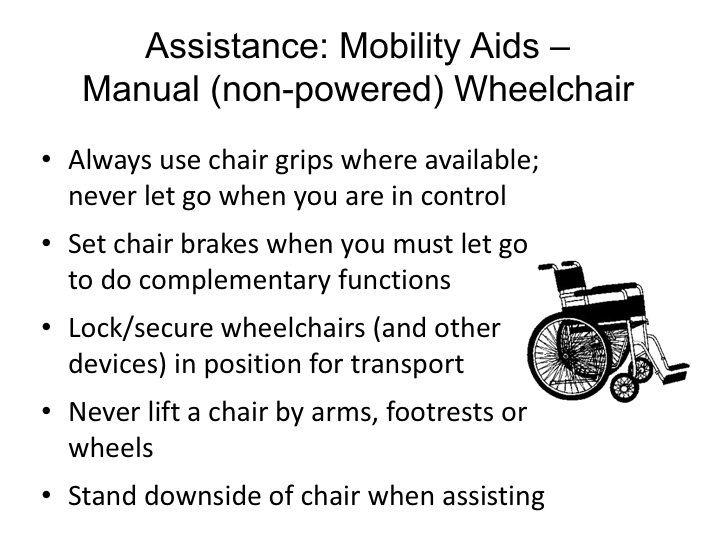 Assistance: Mobility Aids –
Manual (non-powered) Wheelchair
• Always use chair grips where available;
never let go when you are in control
• Set chair brakes when you must let go
to do complementary functions
• Lock/secure wheelchairs (and other
devices) in position for transport
• Never lift a chair by arms, footrests or
wheels
• Stand downside of chair when assisting